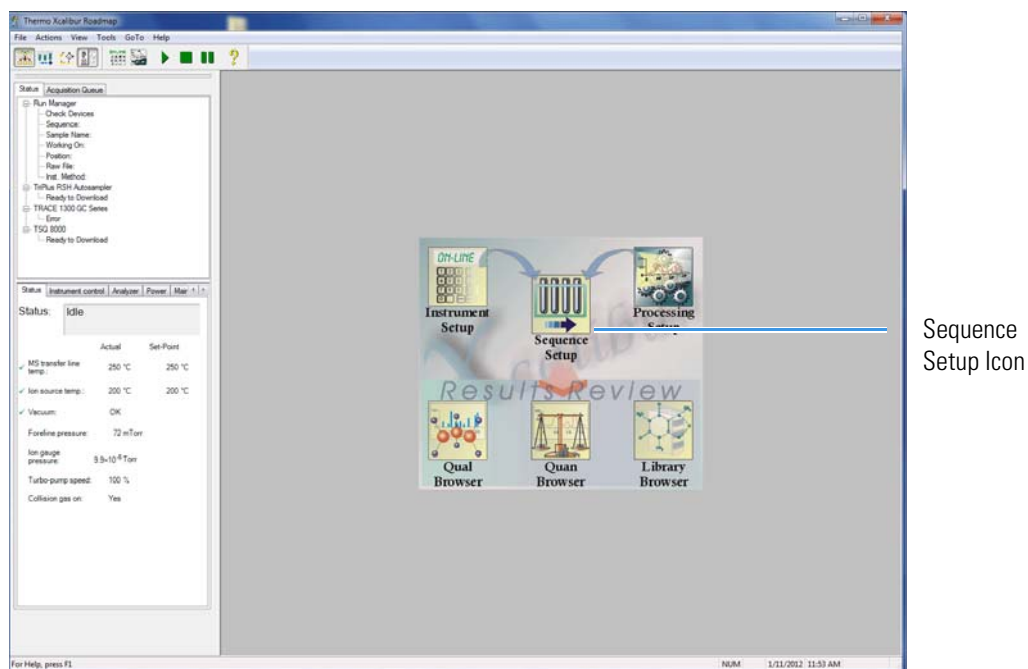 Thermo Xcalibur Roadmap
File Actions View Tools GoTo Help
Status Acquisition Queue
Run Manager
Check Devices
Sequence:
Sample Name:
Working On:
Position:
Raw File:
Inst. Method:
TriPlus RSH Autosampler
Ready to Download
TRACE 1300 GC Series
Error
TSQ 8000
Ready to Download
Status Instrument control Analyzer Power
Status: Idle
Actual Set-Point
MS transfer line temp.: 250 °C 250 °C
Ion source temp.: 200 °C 200 °C
Vacuum: OK
Foreline pressure: 72 mTorr
Ion gauge pressure: Torr
Turbo-pump speed: 100 %
Collision gas on: Yes
ON-LINE
Instrument
Setup
Sequence
Setup
Processing
Setup
Results Review
Qual
Browser
Quan
Browser
Library
Browser
Sequence
Setup Icon
For Help, press F1
NUM 1/11/2012 11:53 AM